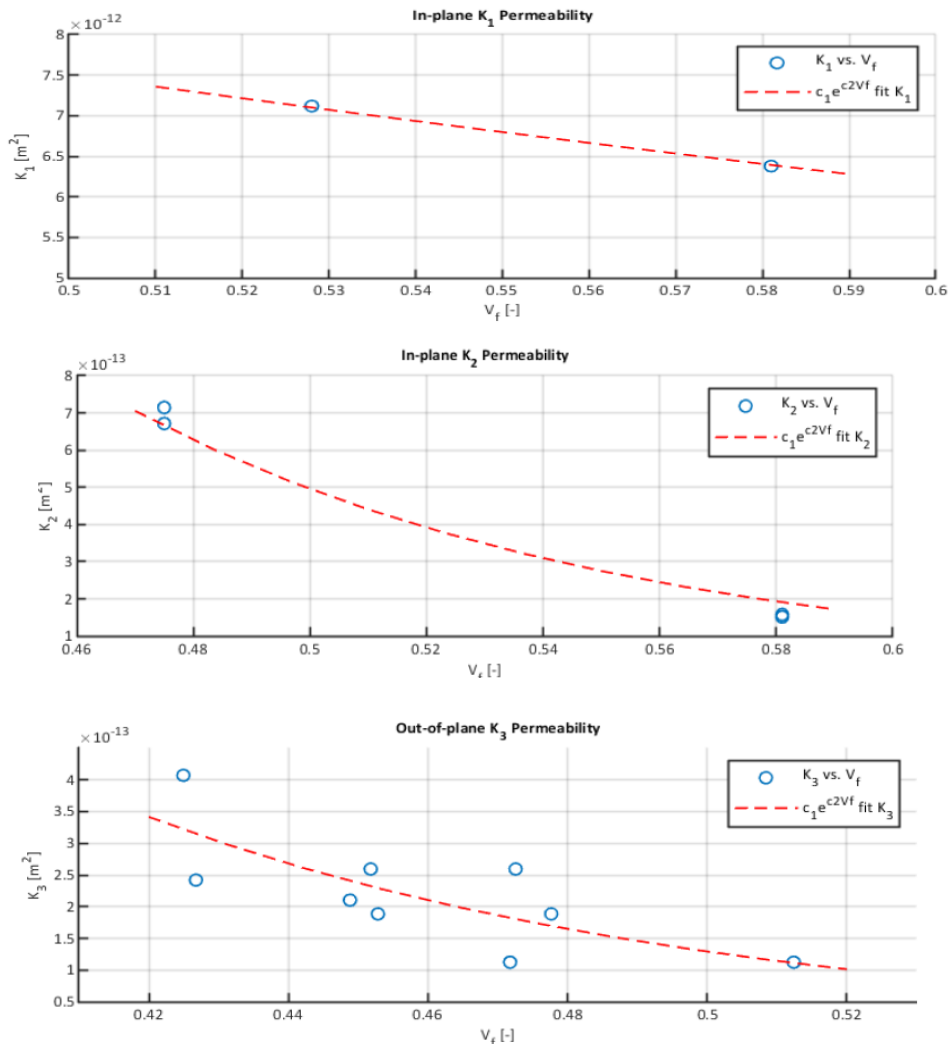 In-plane K1 Permeability
×10-12
8
7.5
7
6.5
6
5.5
5
K1 [m2]
K1 vs. Vf
c1ec2Vf fit K1
0.5 0.51 0.52 0.53 0.54 0.55 0.56 0.57 0.58 0.59 0.6
Vf [-]
In-plane K2 Permeability
×10-13
8
7
6
5
4
3
2
1
K2 [m2]
K2 vs. Vf
c1ec2Vf fit K2
0.46 0.48 0.5 0.52 0.54 0.56 0.58 0.6
Vf [-]
Out-of-plane K3 Permeability
×10-13
4
3.5
3
2.5
2
1.5
1
0.5
K3 [m2]
K3 vs. Vf
c1ec2Vf fit K3
0.42 0.44 0.46 0.48 0.5 0.52
Vf [-]